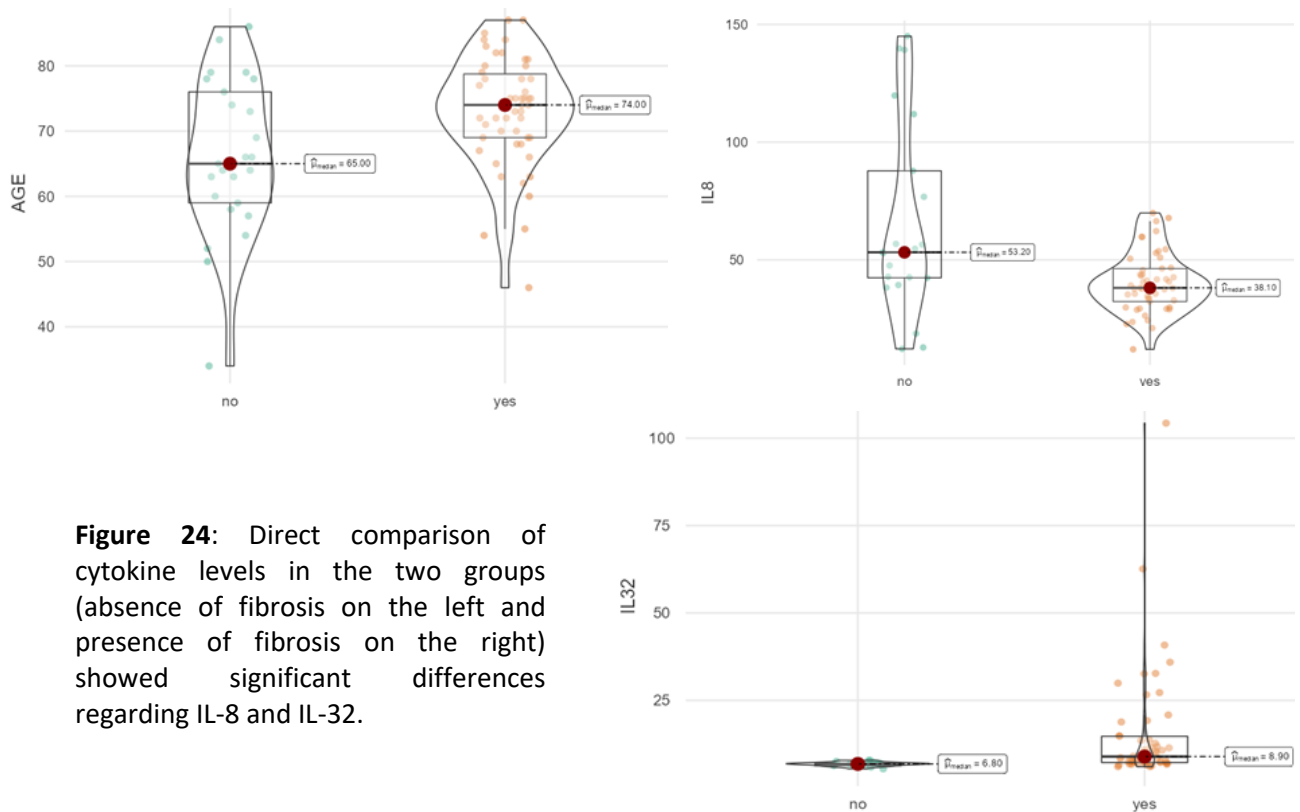 AGE
80
70
60
50
40
μ̂median = 65.00
μ̂median = 74.00
no
yes
IL8
150
100
50
μ̂median = 53.20
μ̂median = 38.10
no
yes
IL32
100
75
50
25
μ̂median = 6.80
μ̂median = 8.90
no
yes
Figure 24: Direct comparison of
cytokine levels in the two groups
(absence of fibrosis on the left and
presence of fibrosis on the right)
showed significant differences
regarding IL-8 and IL-32.